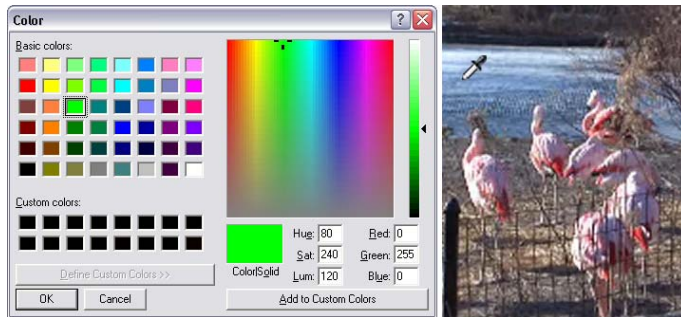 Color
Basic colors:
Custom colors:
Define Custom Colors >>
OK Cancel
Color|Solid
Hue: 80 Red: 0
Sat: 240 Green: 255
Lum: 120 Blue: 0
Add to Custom Colors